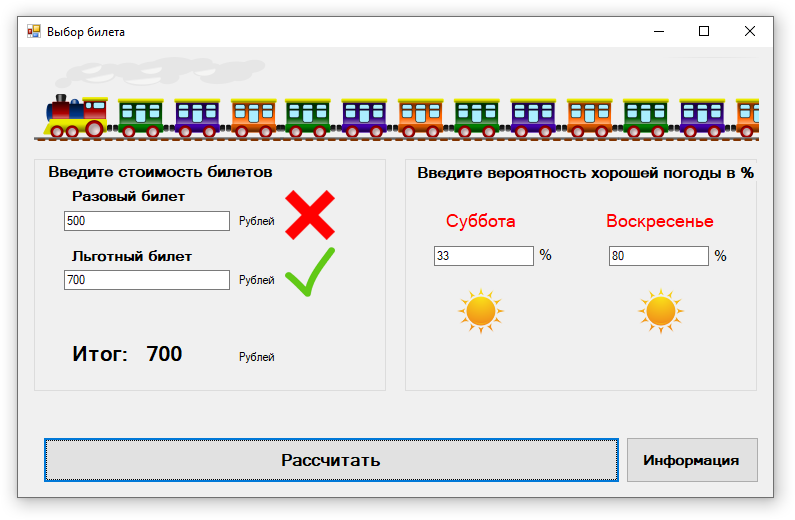 Выбор билета
Введите стоимость билетов
Разовый билет
500 Рублей
Льготный билет
700 Рублей
Итог: 700 Рублей
Введите вероятность хорошей погоды в %
Суббота Воскресенье
33 % 80 %
Рассчитать Информация